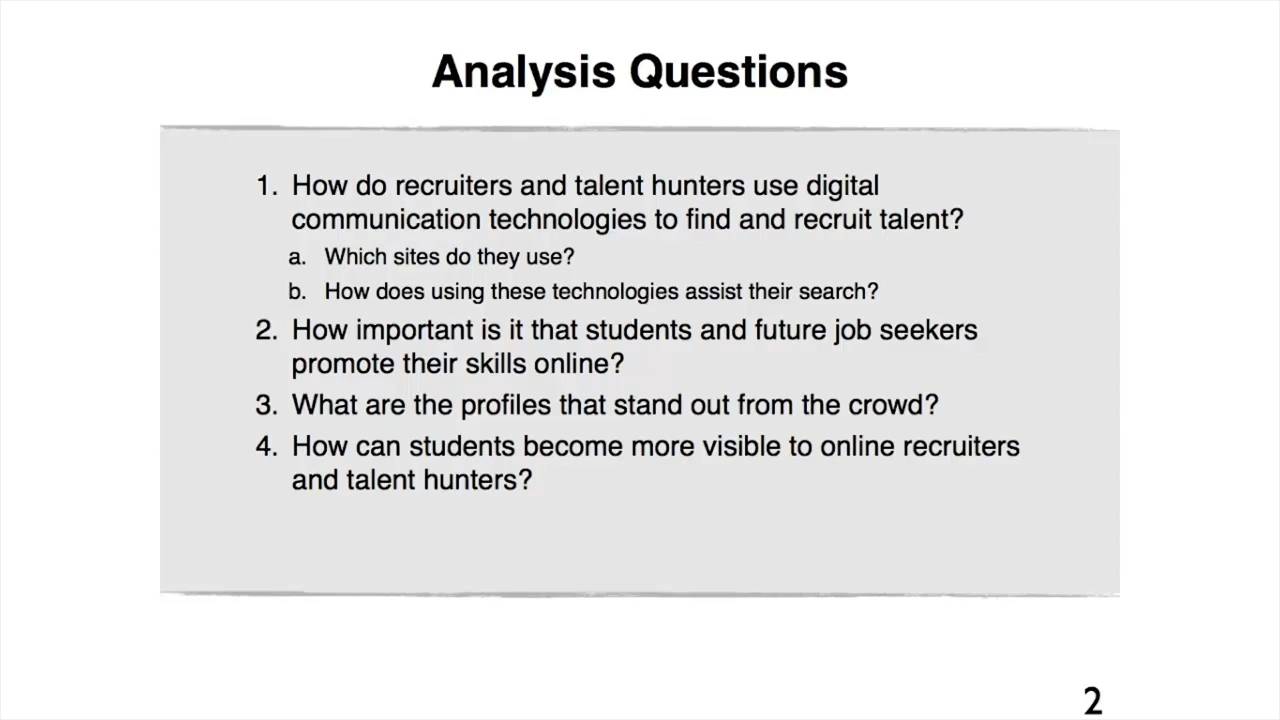 Analysis Questions
1. How do recruiters and talent hunters use digital
communication technologies to find and recruit talent?
a. Which sites do they use?
b. How does using these technologies assist their search?
2. How important is it that students and future job seekers
promote their skills online?
3. What are the profiles that stand out from the crowd?
4. How can students become more visible to online recruiters
and talent hunters?
2